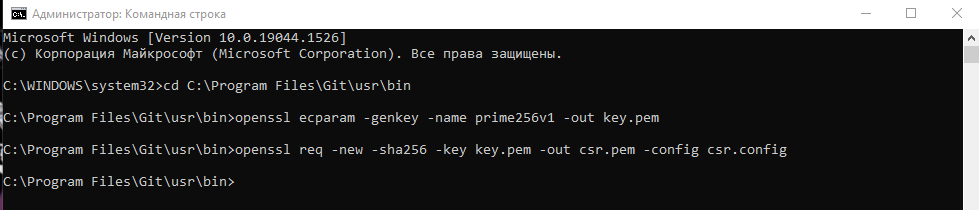 Администратор: Командная строка
Microsoft Windows [Version 10.0.19044.1526]
(c) Корпорация Майкрософт (Microsoft Corporation). Все права защищены.
C:\WINDOWS\system32>cd C:\Program Files\Git\usr\bin
C:\Program Files\Git\usr\bin>openssl ecparam -genkey -name prime256v1 -out key.pem
C:\Program Files\Git\usr\bin>openssl req -new -sha256 -key key.pem -out csr.pem -config csr.config
C:\Program Files\Git\usr\bin>